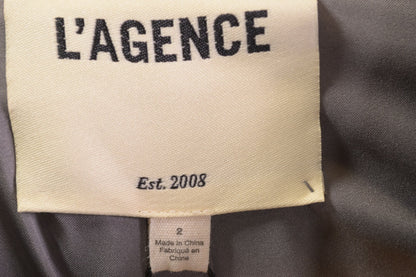 L'AGENCE
Est. 2008
2
Made in China
Fabriqué en
Chine